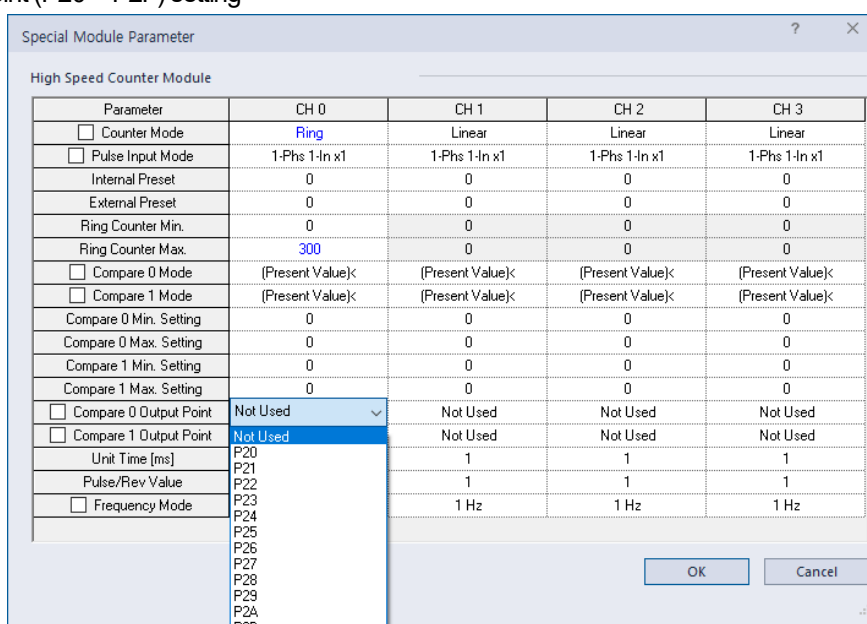 Special Module Parameter ? ×
High Speed Counter Module
Parameter CH 0 CH 1 CH 2 CH 3
Counter Mode Ring Linear Linear Linear
Pulse Input Mode 1-Phs 1-In x1 1-Phs 1-In x1 1-Phs 1-In x1 1-Phs 1-In x1
Internal Preset 0 0 0 0
External Preset 0 0 0 0
Ring Counter Min. 0 0 0 0
Ring Counter Max. 300 0 0 0
Compare 0 Mode (Present Value)< (Present Value)< (Present Value)< (Present Value)<
Compare 1 Mode (Present Value)< (Present Value)< (Present Value)< (Present Value)<
Compare 0 Min. Setting 0 0 0 0
Compare 0 Max. Setting 0 0 0 0
Compare 1 Min. Setting 0 0 0 0
Compare 1 Max. Setting 0 0 0 0
Compare 0 Output Point Not Used Not Used Not Used Not Used
Compare 1 Output Point Not Used Not Used Not Used Not Used
Unit Time [ms] 1 1 1
Pulse/Rev Value 1 1 1
Frequency Mode 1 Hz 1 Hz 1 Hz
P20
P21
P22
P23
P24
P25
P26
P27
P28
P29
P2A
OK Cancel